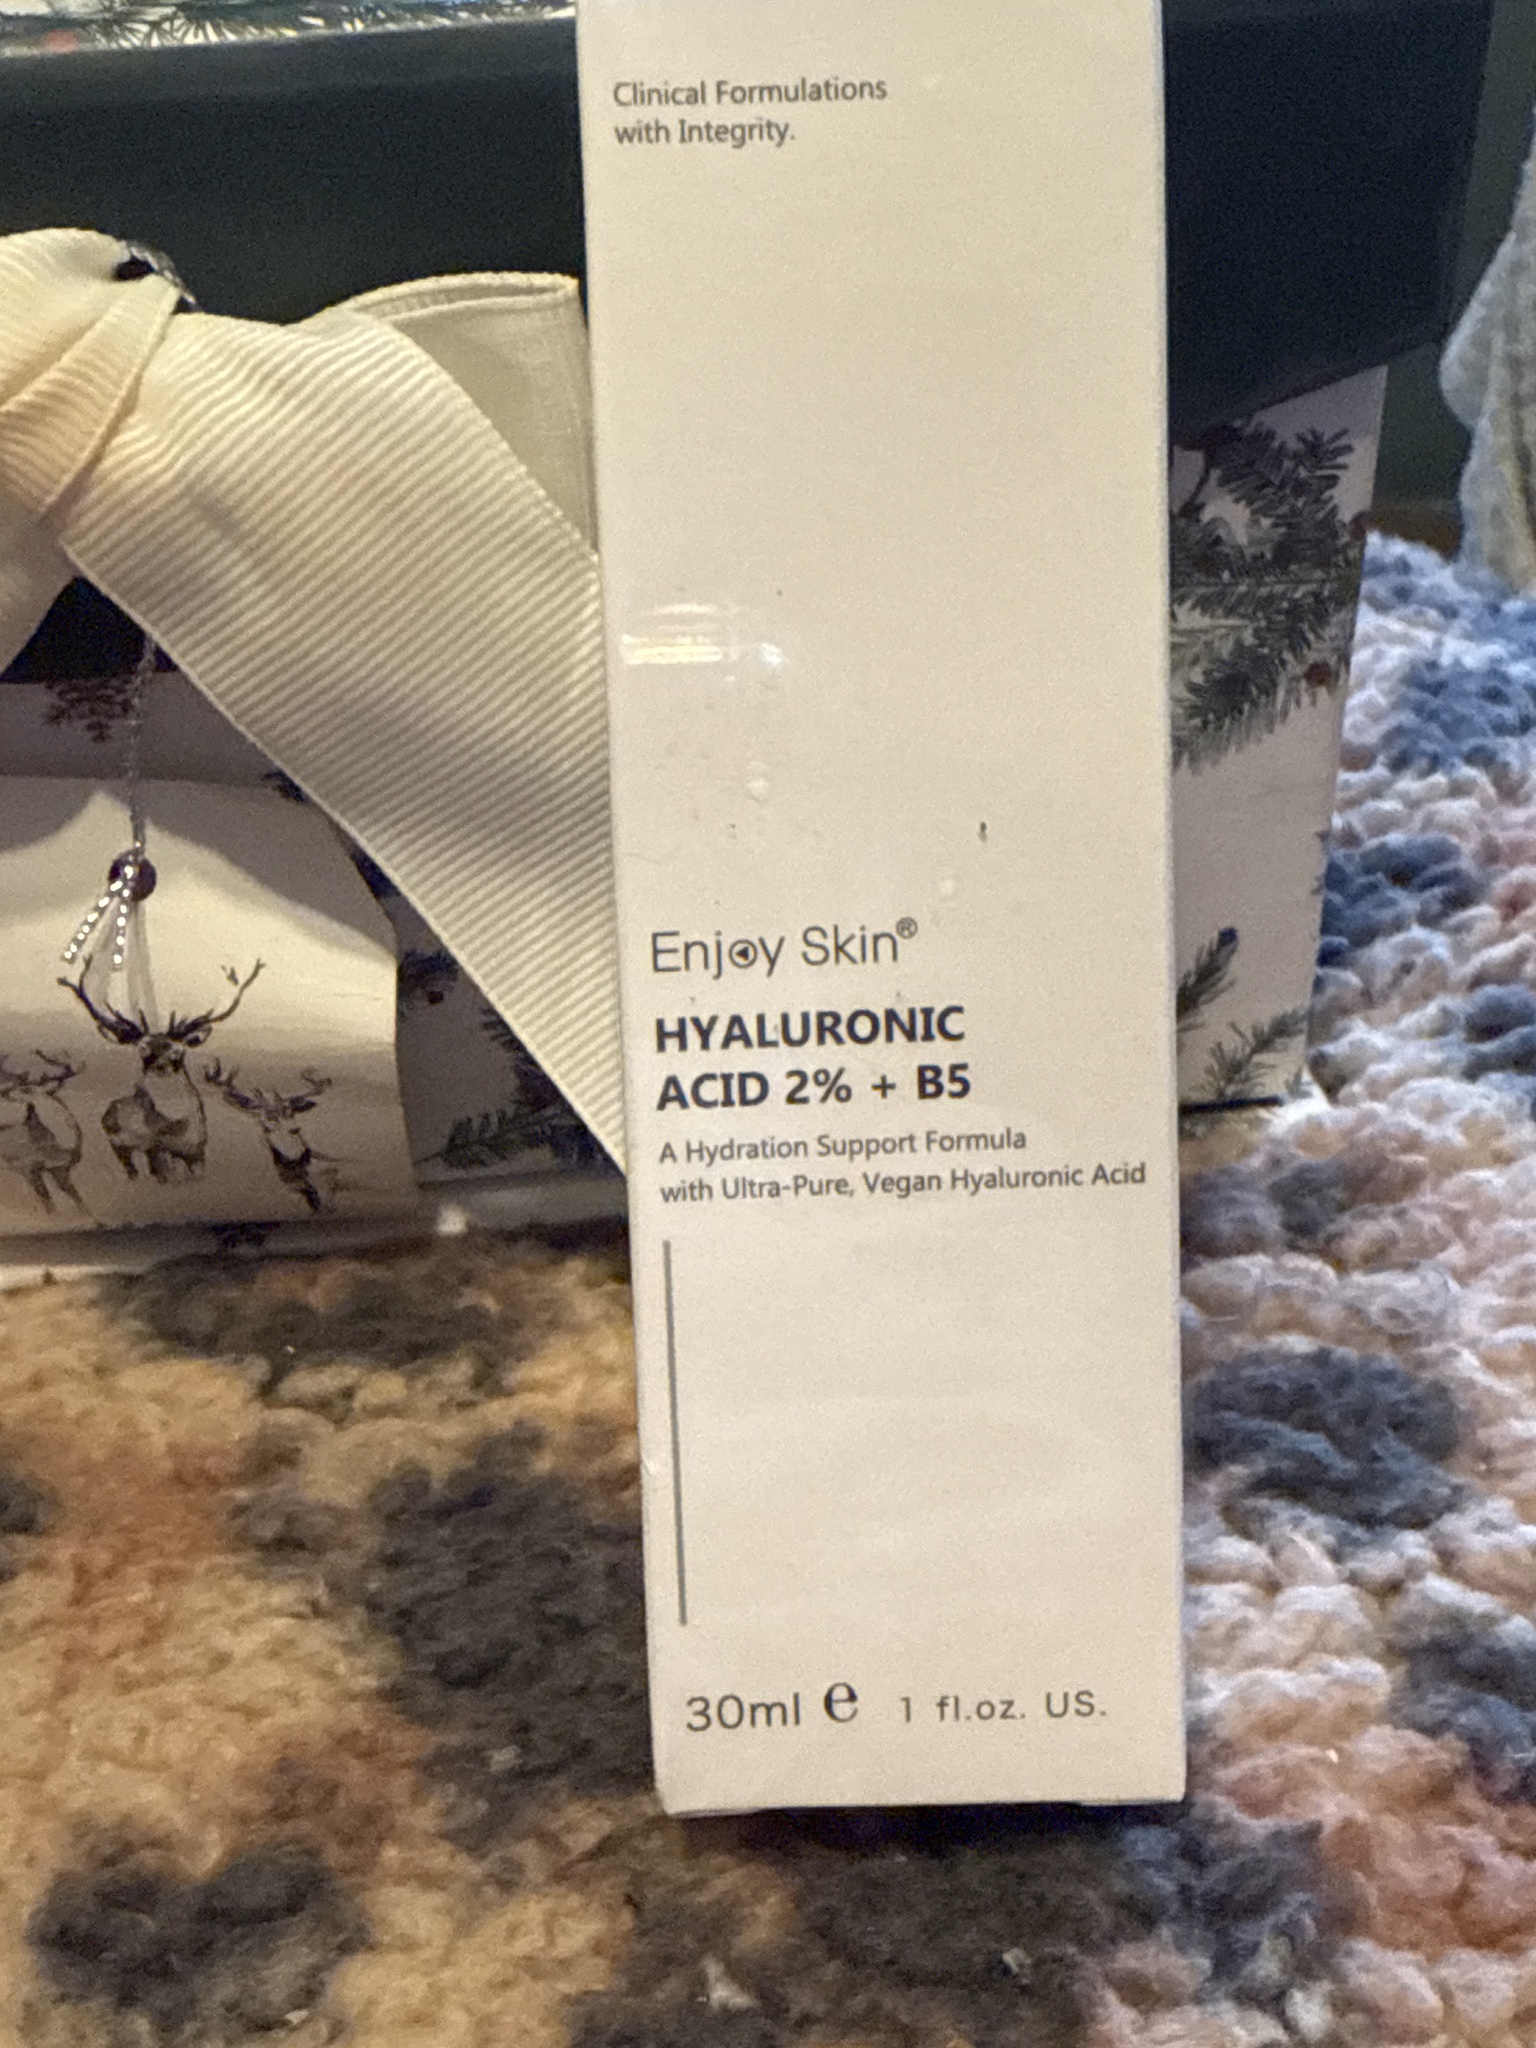 Clinical Formulations
with Integrity.
Enjoy Skin®
HYALURONIC
ACID 2% + B5
A Hydration Support Formula
with Ultra-Pure, Vegan Hyaluronic Acid
30ml e 1 fl.oz. US.